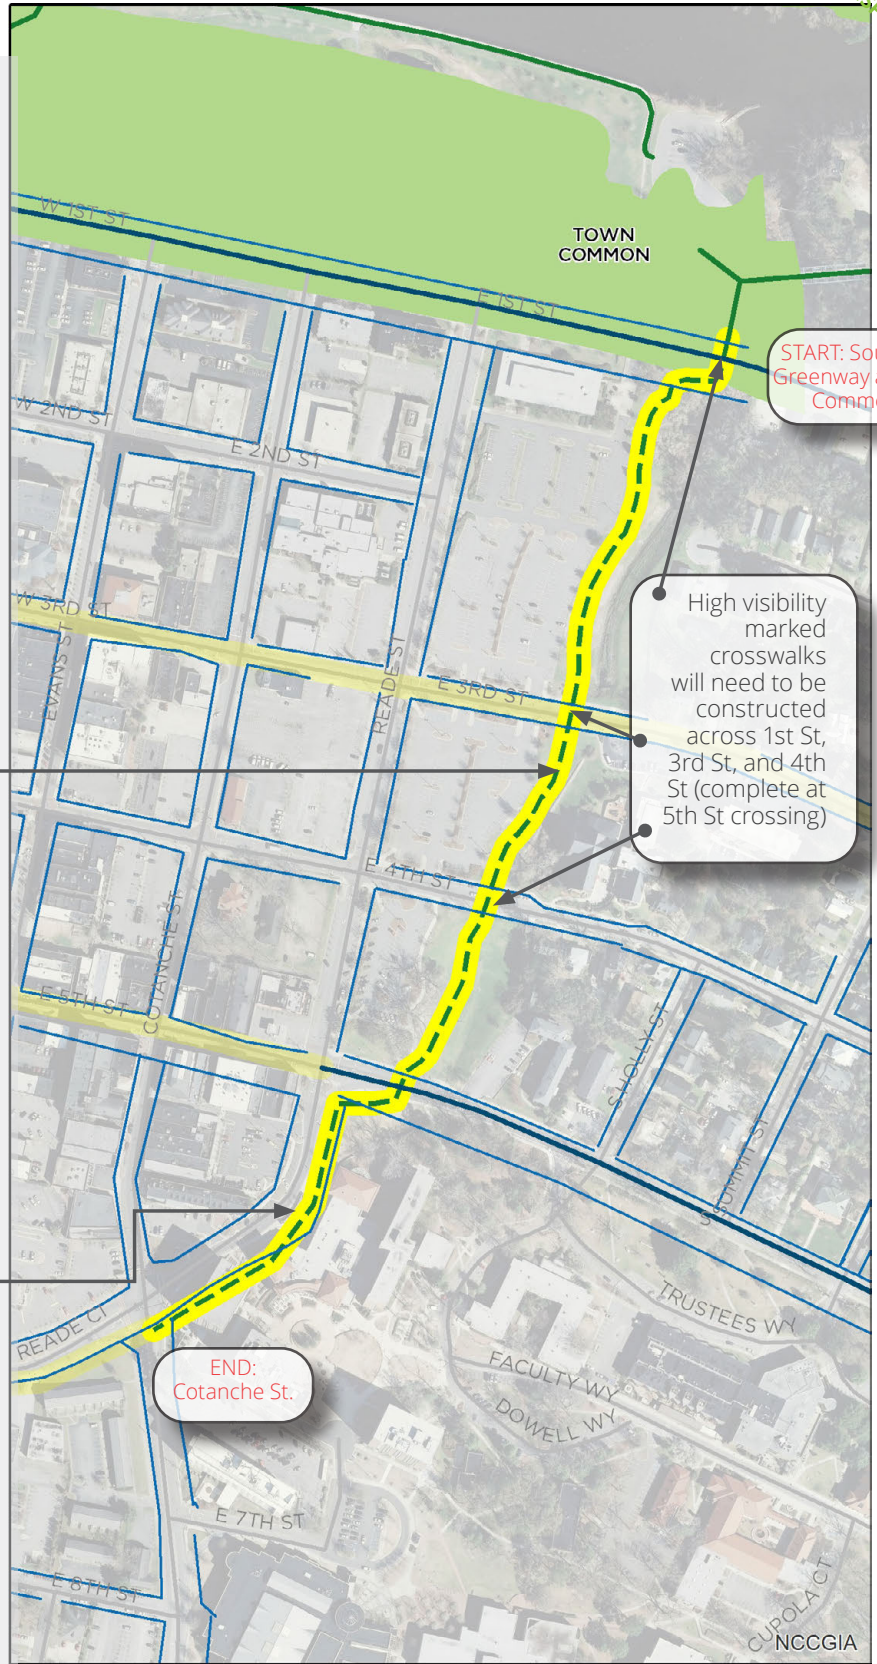 W 1ST ST
TOWN
COMMON
E 1ST ST
START: Sou
Greenway a
Commo
W 2ND ST
E 2ND ST
W 3RD ST
EVANS ST
READE ST
E 3RD ST
High visibility
marked
crosswalks
will need to be
constructed
across 1st St,
3rd St, and 4th
St (complete at
5th St crossing)
E 4TH ST
COTANCHE ST
E 5TH ST
S HOLLY ST
S SUMMIT ST
READE CT
TRUSTEES WY
END:
Cotanche St.
FACULTY WY
DOWELL WY
E 7TH ST
E 8TH ST
CUPOLA CT
NCCGIA